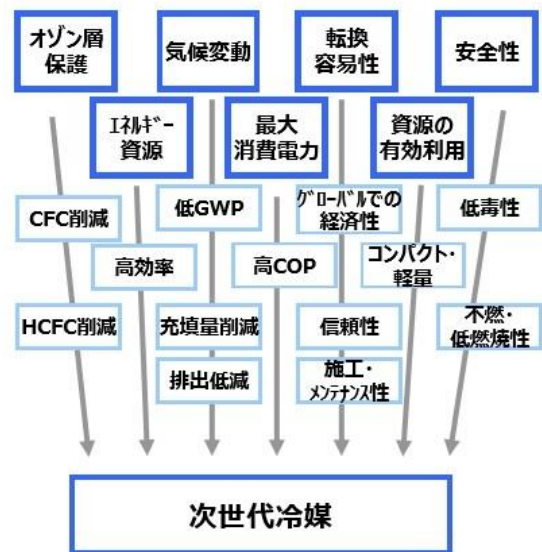 オゾン層
保護
気候変動
転換
容易性
安全性
ｴﾈﾙｷﾞｰ
資源
最大
消費電力
資源の
有効利用
CFC削減
低GWP
ｸﾞﾛｰﾊﾞﾙでの
経済性
低毒性
高効率
高COP
コンパクト・
軽量
HCFC削減
充填量削減
信頼性
不燃・
低燃焼性
排出低減
施工・
ﾒﾝﾃﾅﾝｽ性
次世代冷媒